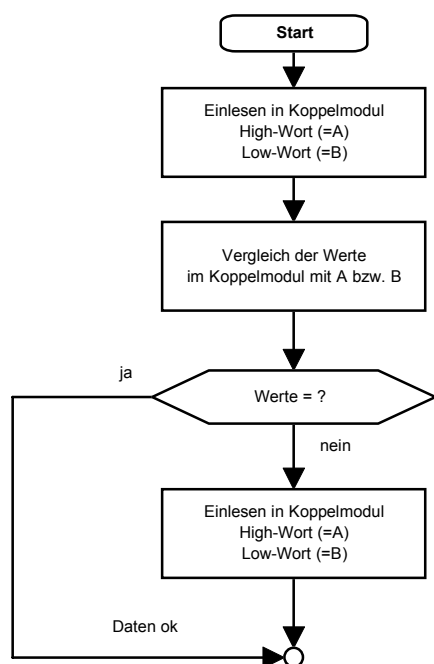 Start
Einlesen in Koppelmodul
High-Wort (=A)
Low-Wort (=B)
Vergleich der Werte
im Koppelmodul mit A bzw. B
ja
Werte = ?
nein
Einlesen in Koppelmodul
High-Wort (=A)
Low-Wort (=B)
Daten ok